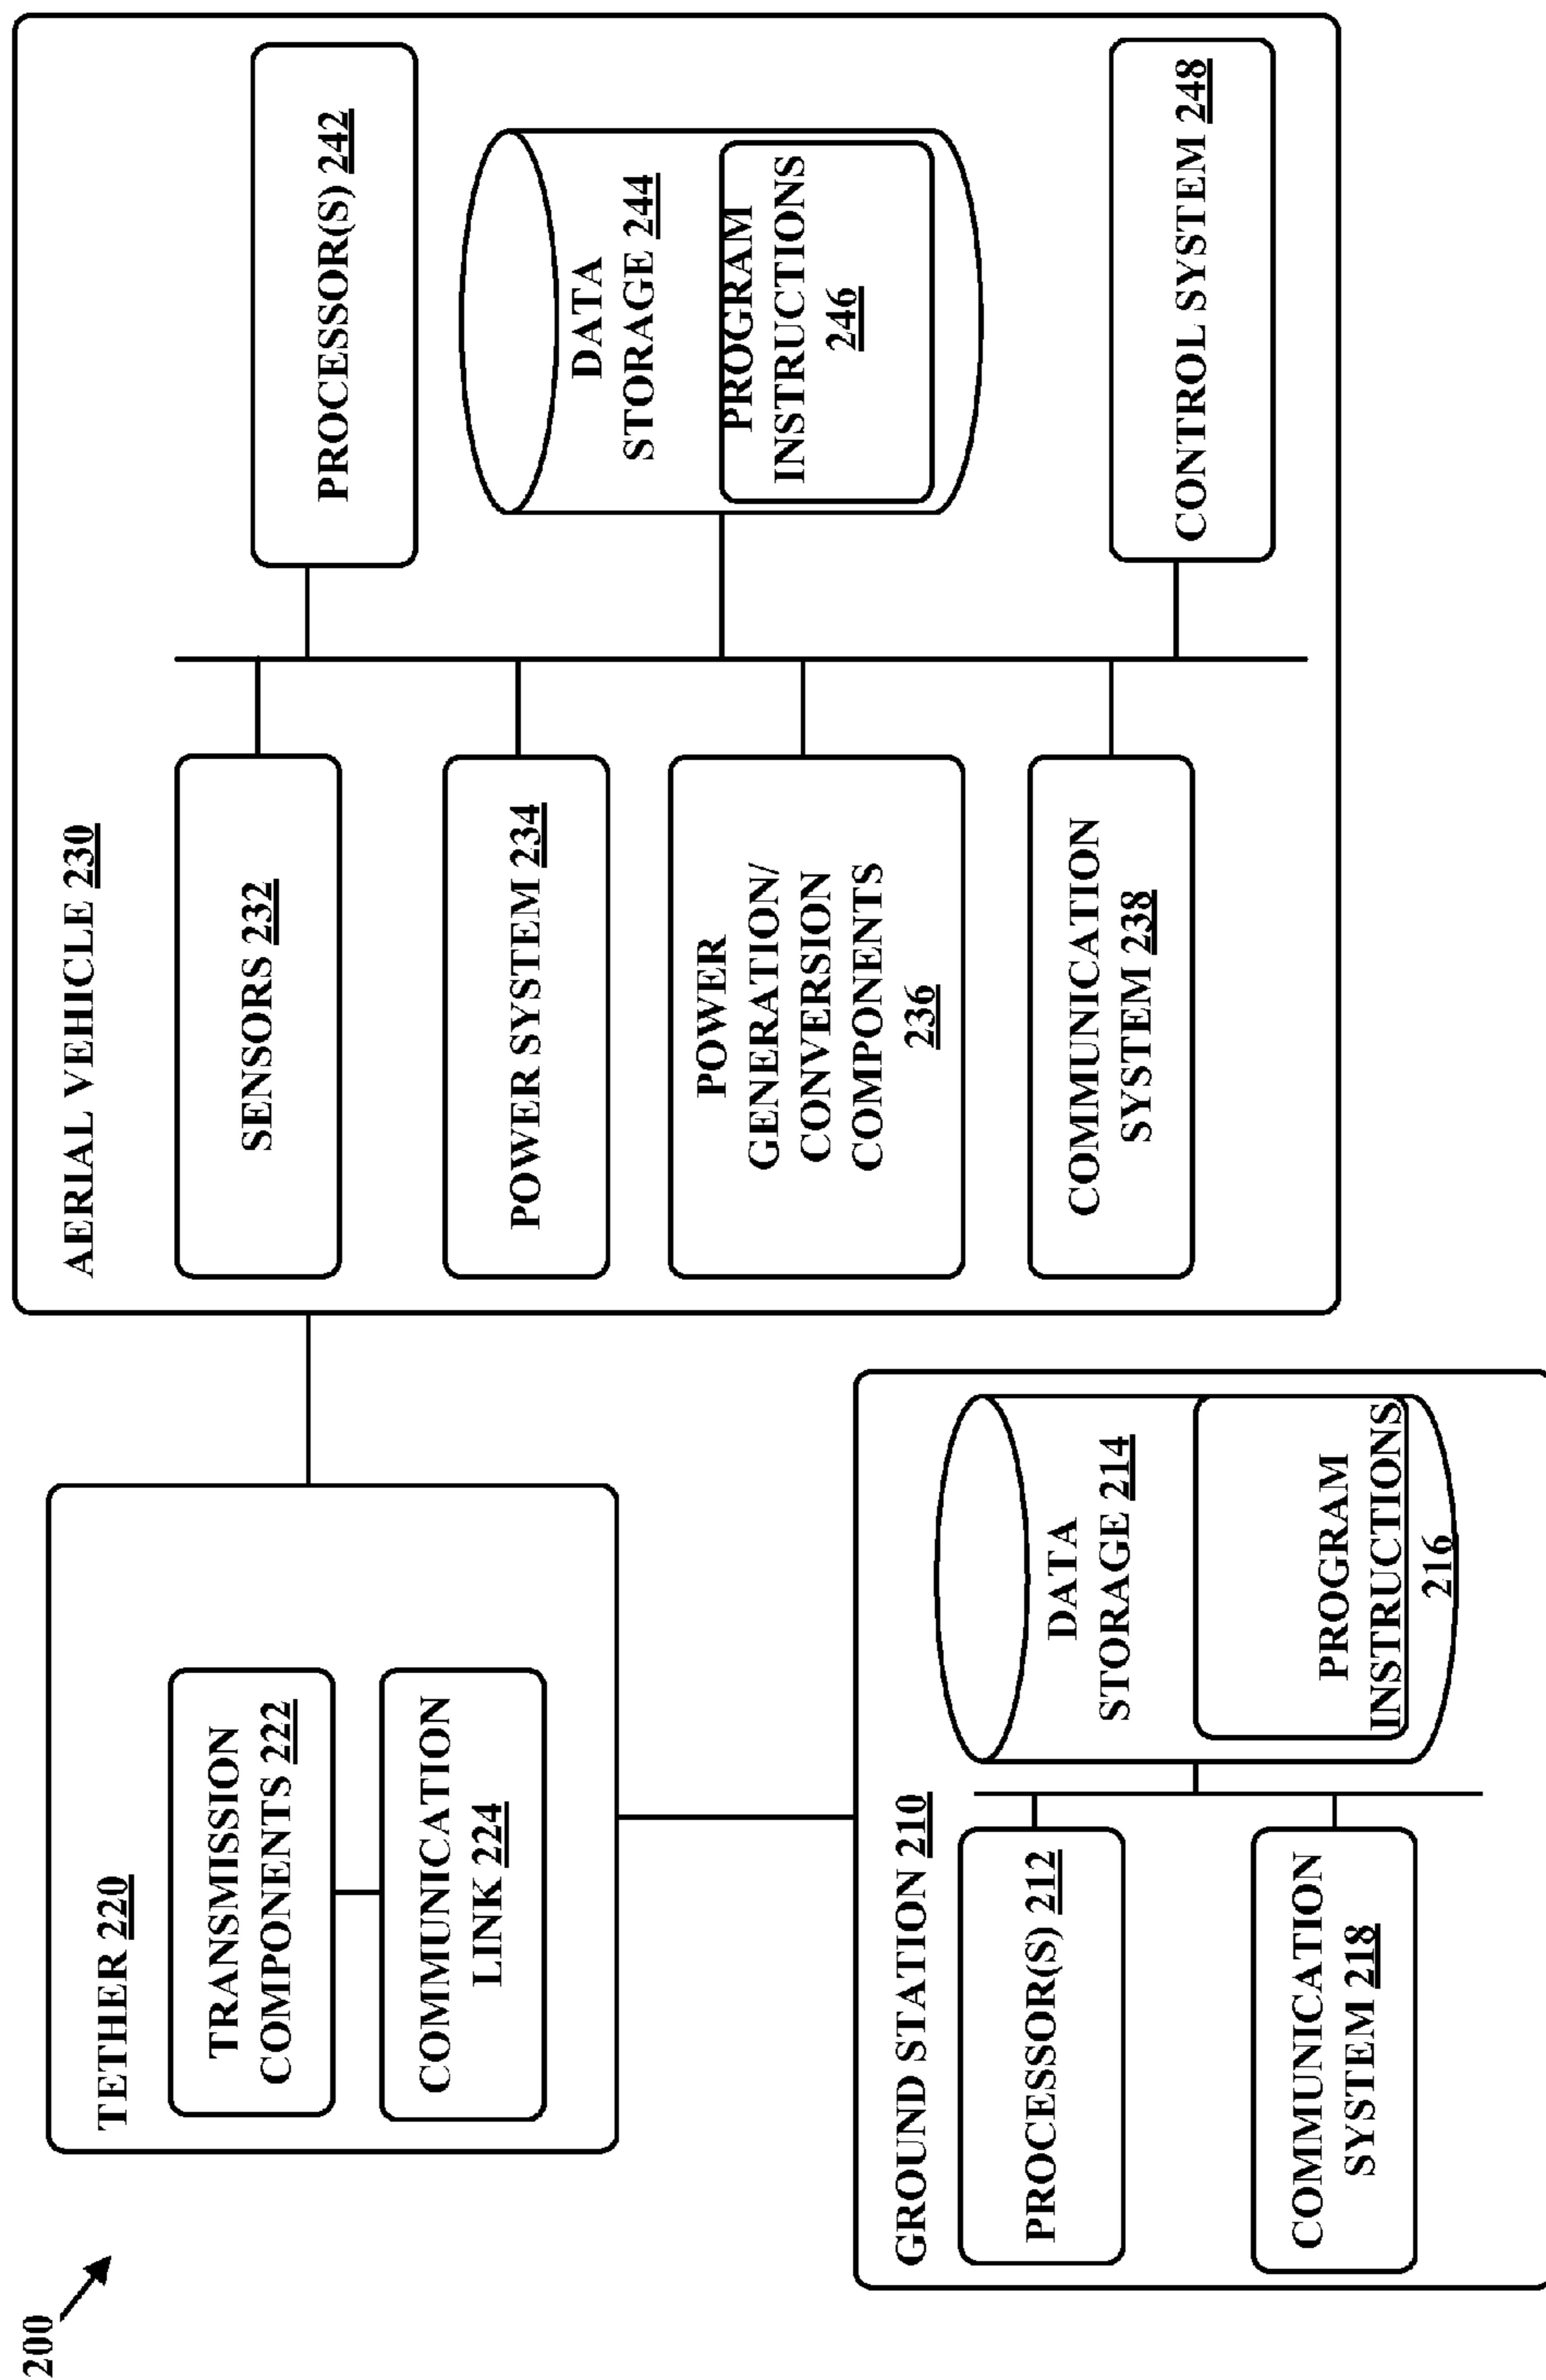 200
TETHER 220
TRANSMISSION
COMPONENTS 222
COMMUNICATION
LINK 224
GROUND STATION 210
PROCESSOR(S) 212
COMMUNICATION
SYSTEM 218
DATA
STORAGE 214
PROGRAM
INSTRUCTIONS
216
AERIAL VEHICLE 230
SENSORS 232
POWER SYSTEM 234
POWER
GENERATION/
CONVERSION
COMPONENTS
236
COMMUNICATION
SYSTEM 238
PROCESSOR(S) 242
DATA
STORAGE 244
PROGRAM
INSTRUCTIONS
246
CONTROL SYSTEM 248